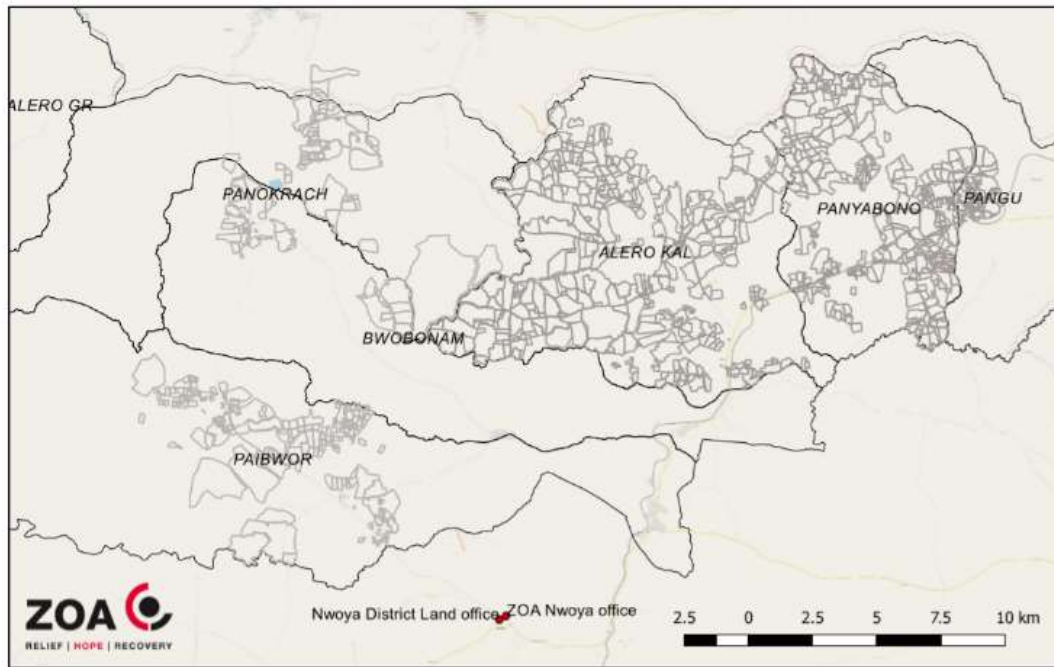 ALERO GR
PANOKRACH
PANYABONO
PANGU
ALERO KAL
BWOBONAM
PAIBWOR
ZOA
RELIEF | HOPE | RECOVERY
Nwoya District Land office
ZOA Nwoya office
2.5 0 2.5 5 7.5 10 km